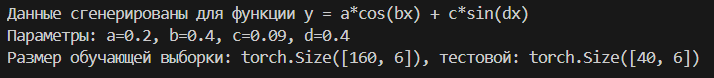 Данные сгенерированы для функции y = a*cos(bx) + c*sin(dx)
Параметры: a=0.2, b=0.4, c=0.09, d=0.4
Размер обучающей выборки: torch.Size([160, 6]), тестовой: torch.Size([40, 6])